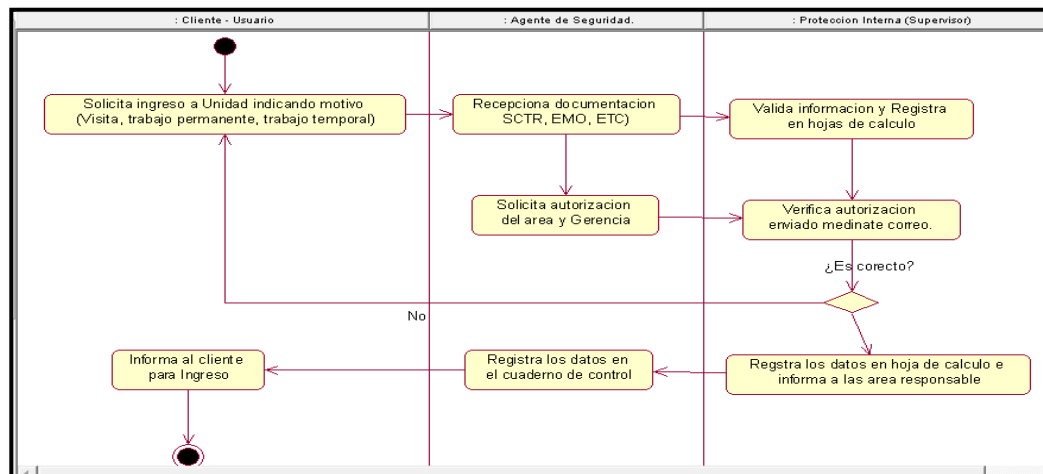 : Cliente - Usuario
: Agente de Seguridad.
: Proteccion Interna (Supervisor)
Solicita ingreso a Unidad indicando motivo
(Visita, trabajo permanente, trabajo temporal)
Recepciona documentacion
SCTR, EMO, ETC)
Valida informacion y Registra
en hojas de calculo
Solicita autorizacion
del area y Gerencia
Verifica autorizacion
enviado medinate correo.
¿Es corecto?
No
Informa al cliente
para Ingreso
Registra los datos en
el cuaderno de control
Regstra los datos en hoja de calculo e
informa a las area responsable